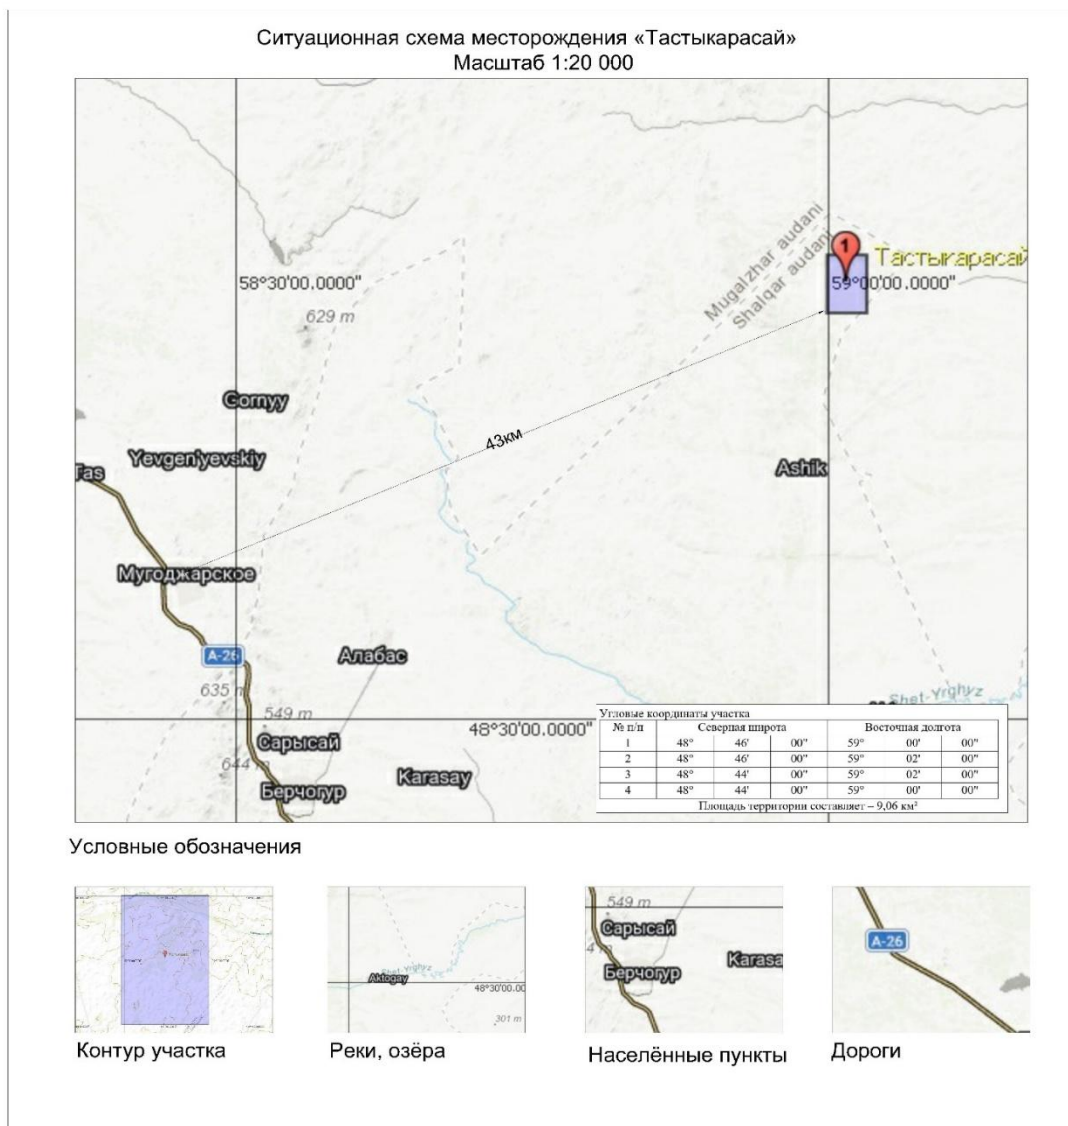 Ситуационная схема месторождения «Тастыкарасай»
Масштаб 1:20 000
Mugalzhar audani
Shalqar audani
1
Тастыкарасай
58°30'00.0000"
59°00'00.0000"
629 m
Gornyy
43км
Yevgen'yevskiy
Ashik
Tas
Мугоджарское
A-26
Алабас
635 m
549 m
Shet-Yrghyz
48°30'00.0000"
Сарысай
644 m
Karasay
Берчогур
Угловые координаты участка
№ п/п Северная широта Восточная долгота
1 48° 46' 00" 59° 00' 00"
2 48° 46' 00" 59° 02' 00"
3 48° 44' 00" 59° 02' 00"
4 48° 44' 00" 59° 00' 00"
Площадь территории составляет – 9,06 км²
Условные обозначения
Shet-Yrghyz
Aktogay
48°30'00.00
301 m
549 m
Сарысай
Karasa
Берчогур
A-26
Контур участка
Реки, озёра
Населённые пункты
Дороги